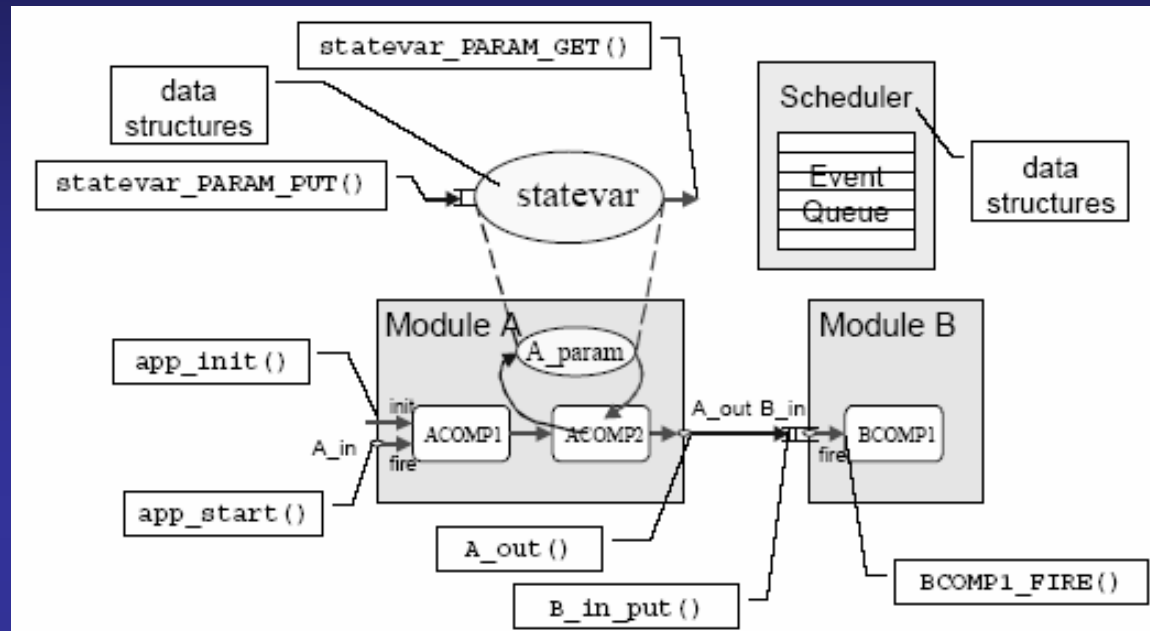 statevar_PARAM_GET()
data
structures
statevar_PARAM_PUT()
statevar
Scheduler
Event
Queue
data
structures
Module A
A_param
app_init()
init
ACOMP1
ACOMP2
A_in
fire
app_start()
A_out B_in
Module B
BCOMP1
fire
A_out()
B_in_put()
BCOMP1_FIRE()